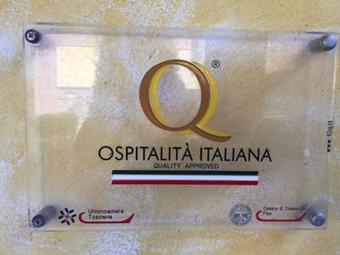 Q ®
OSPITALITÀ ITALIANA
QUALITY APPROVED
www.10q.it
Unioncamere
Toscana
Camera di Commercio
Pisa